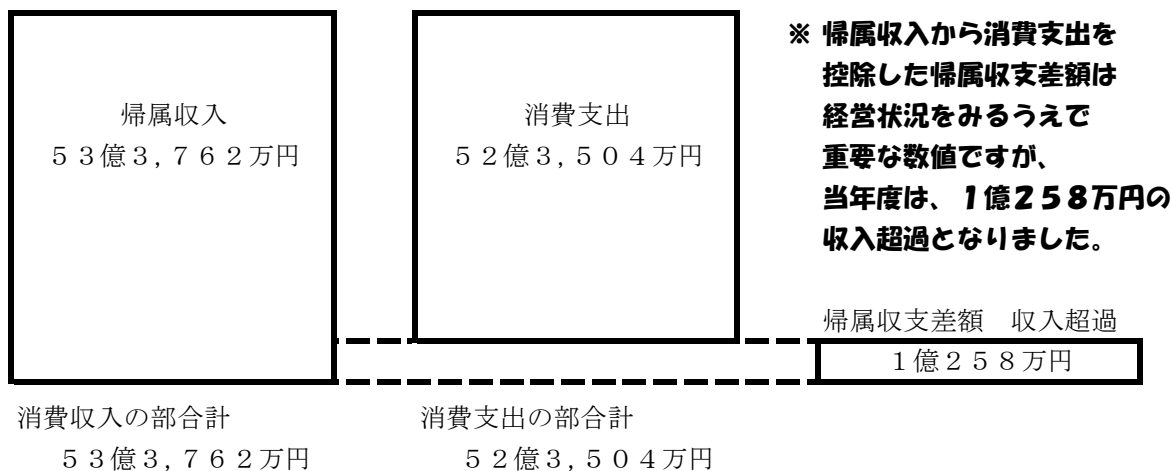 帰属収入
５３億３,７６２万円
消費支出
５２億３,５０４万円
※ 帰属収入から消費支出を
控除した帰属収支差額は
経営状況をみるうえで
重要な数値ですが、
当年度は、１億２５８万円の
収入超過となりました。
帰属収支差額　収入超過
１億２５８万円
消費収入の部合計
５３億３,７６２万円
消費支出の部合計
５２億３,５０４万円